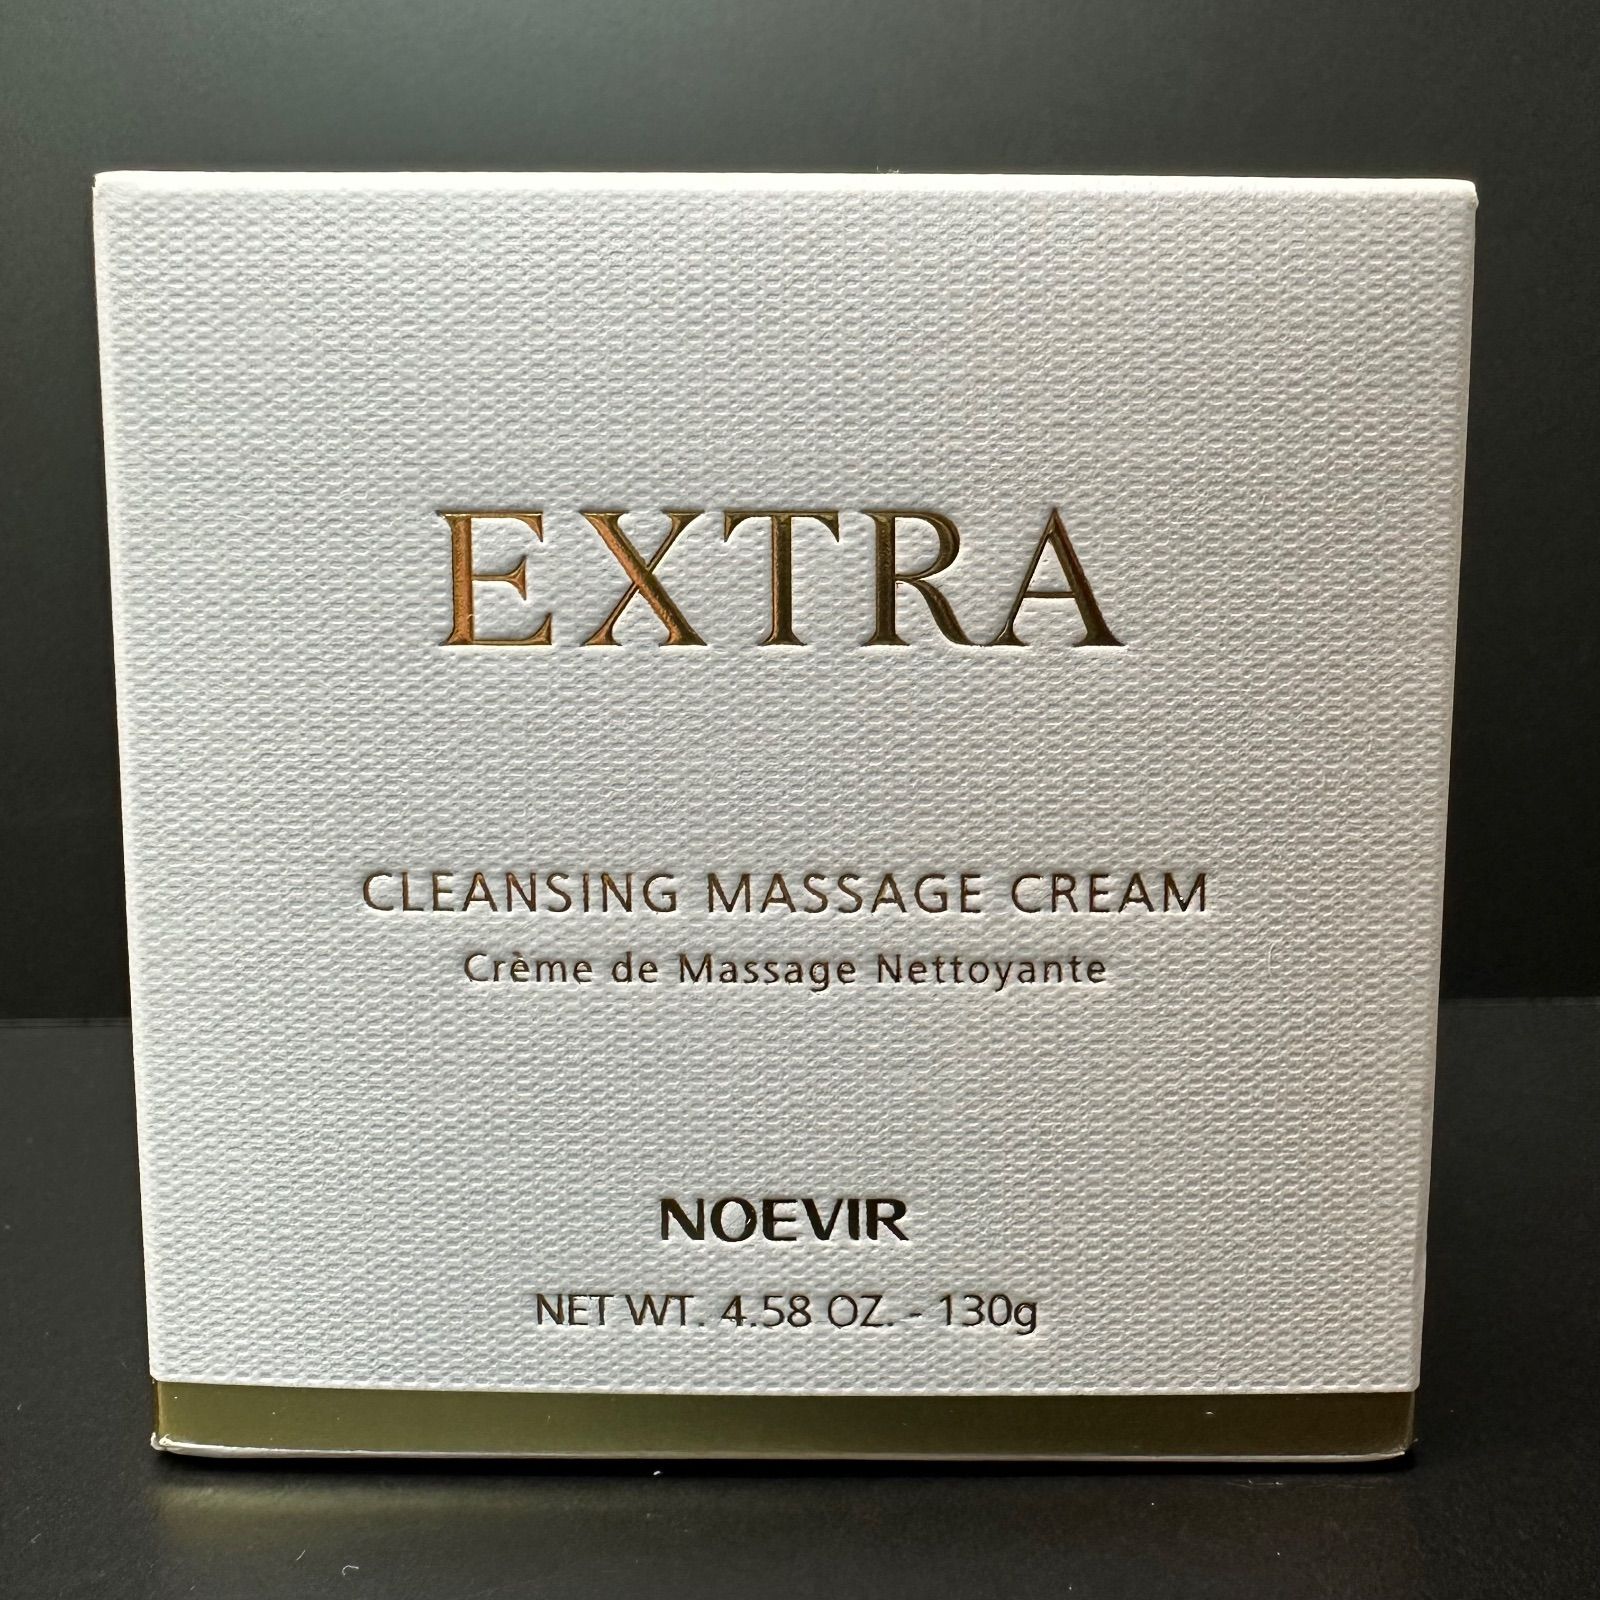 EXTRA
CLEANSING MASSAGE CREAM
Crème de Massage Nettoyante
NOEVIR
NET WT. 4.58 OZ. - 130g